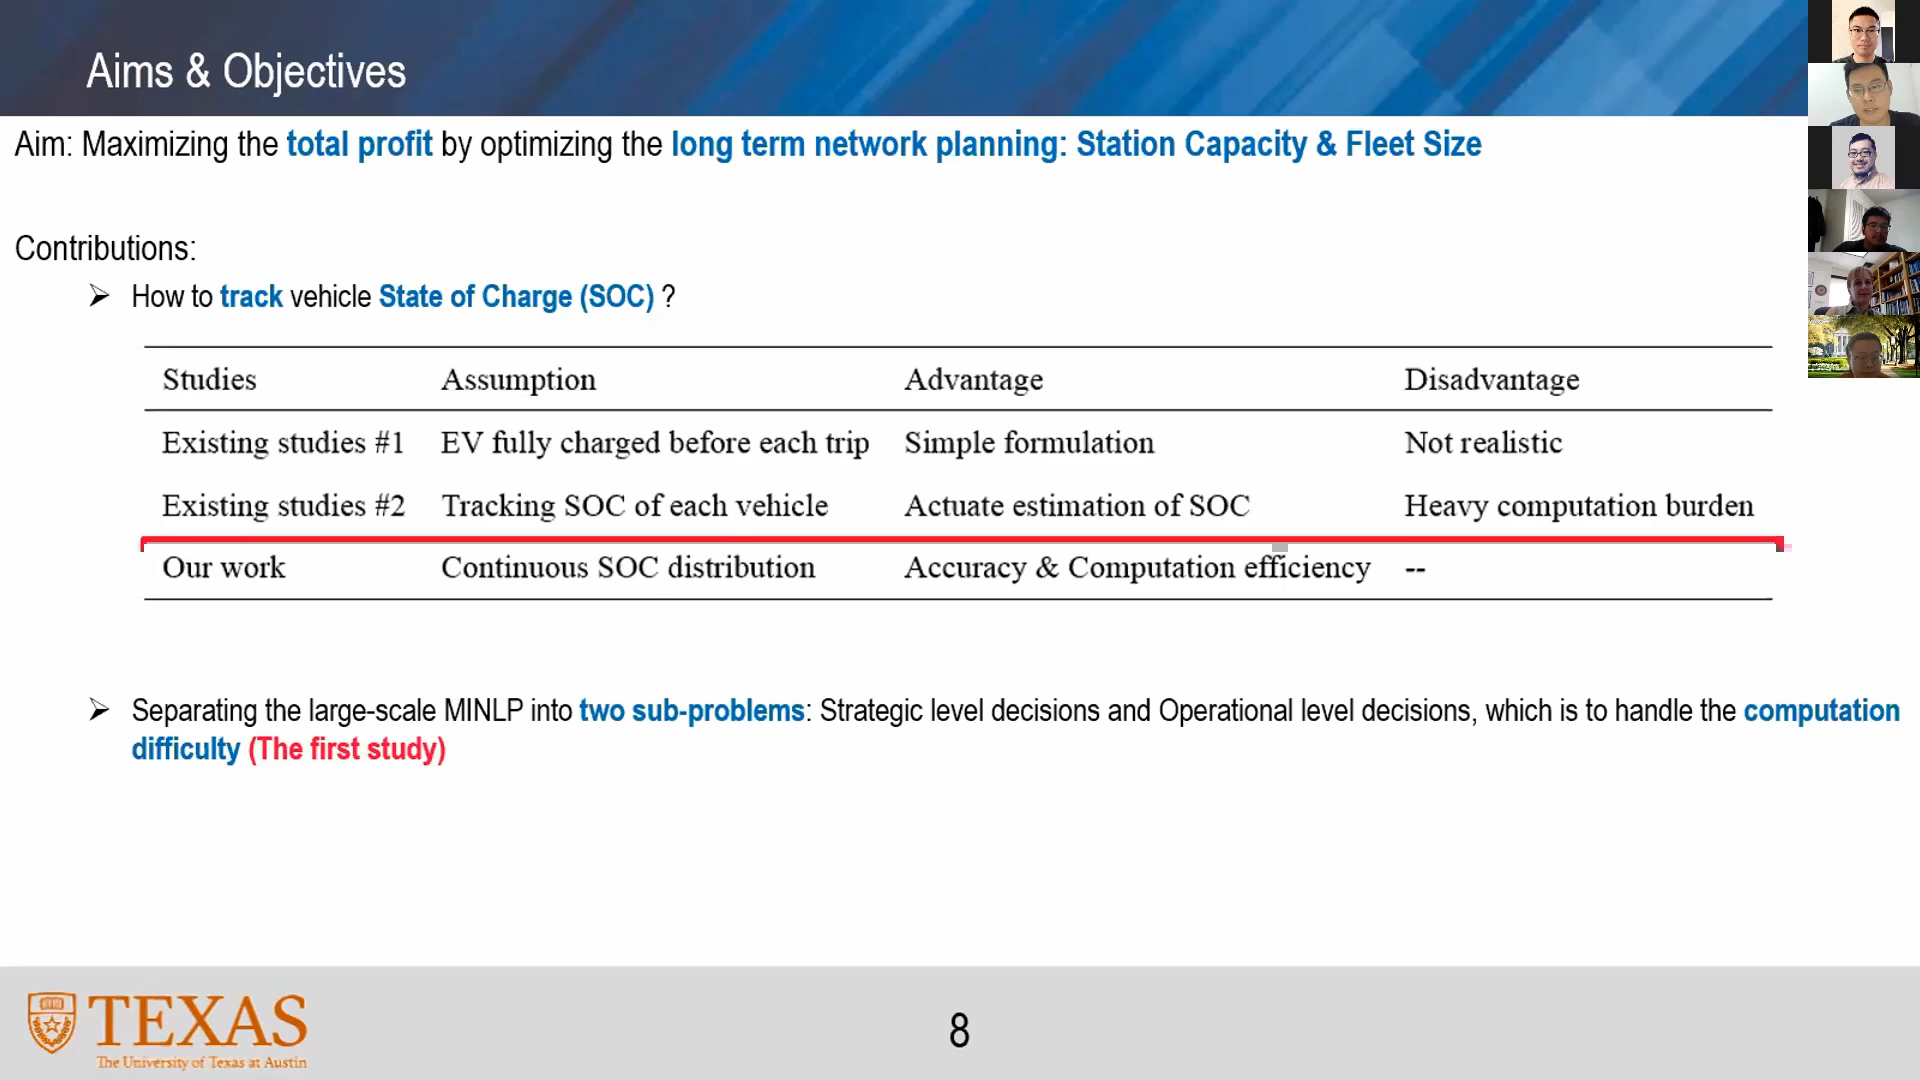 Aims & Objectives
Aim: Maximizing the total profit by optimizing the long term network planning: Station Capacity & Fleet Size
Contributions:
➢ How to track vehicle State of Charge (SOC) ?
Studies Assumption Advantage Disadvantage
Existing studies #1 EV fully charged before each trip Simple formulation Not realistic
Existing studies #2 Tracking SOC of each vehicle Actuate estimation of SOC Heavy computation burden
Our work Continuous SOC distribution Accuracy & Computation efficiency --
➢ Separating the large-scale MINLP into two sub-problems: Strategic level decisions and Operational level decisions, which is to handle the computation
difficulty (The first study)
TEXAS
The University of Texas at Austin
8